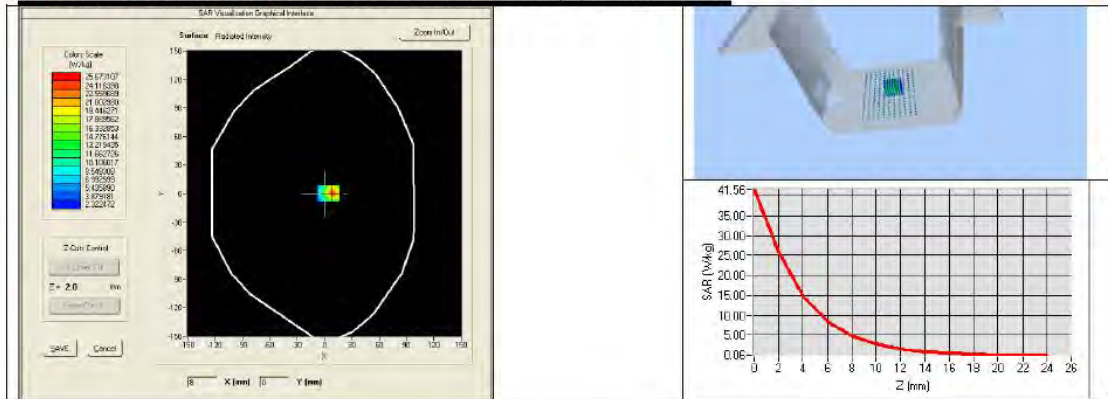 SAR Visualization Graphical Interface
Surface Radiated Intensity
Zoom In/Out
Colors Scale
(W/kg)
25.673107
24.116398
22.559689
21.002980
19.446271
17.889562
16.332853
14.776144
13.219435
11.662726
10.106017
8.549308
6.992599
5.435890
3.879181
2.322472
Z-Cuts Control
Z = 2.0 mm
SAVE
Cancel
150
120
90
60
30
0
-30
-60
-90
-120
-150
Y
-150 -120 -90 -60 -30 0 30 60 90 120 150
X
8 X (mm) 0 Y (mm)
41.56
35.00
30.00
25.00
20.00
15.00
10.00
5.00
0.06
SAR (W/kg)
0 2 4 6 8 10 12 14 16 18 20 22 24 26
Z (mm)